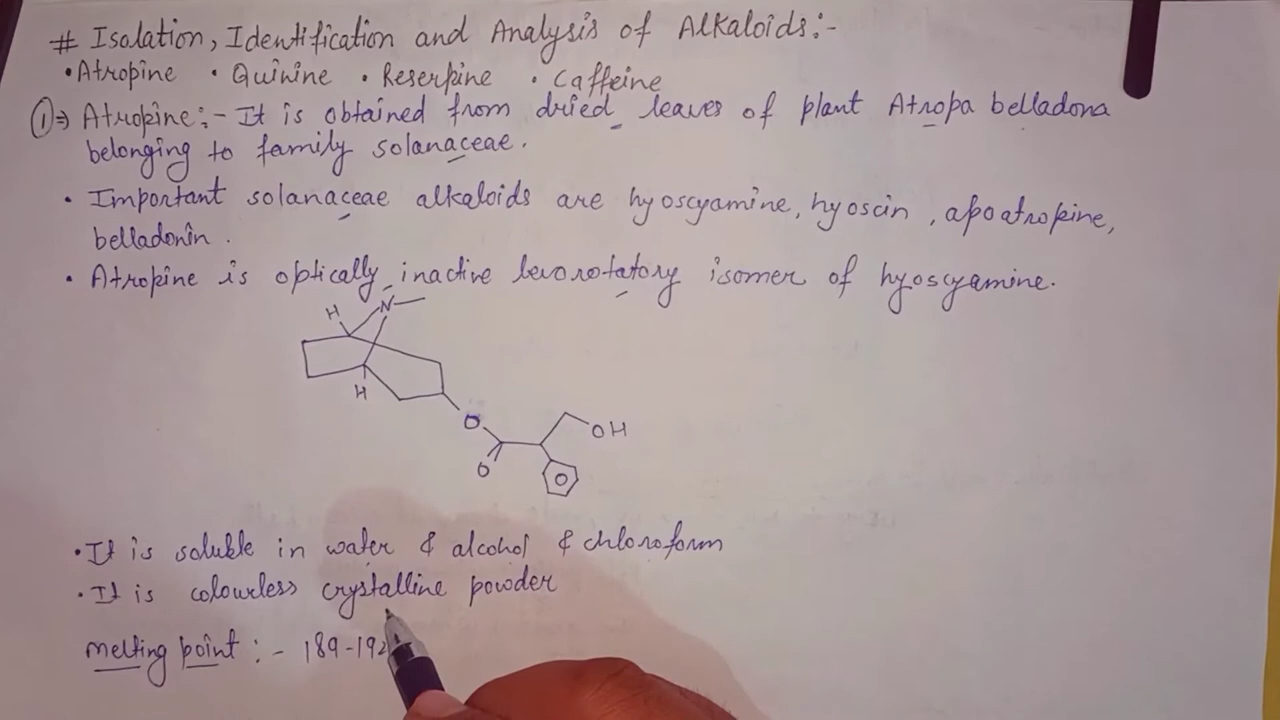 # Isolation, Identification and Analysis of Alkaloids:-
• Atropine • Quinine • Reserpine • Caffeine
①⇒ Atropine:- It is obtained from dried leaves of plant Atropa belladona
belonging to family solanaceae.
• Important solanaceae alkaloids are hyoscyamine, hyoscin, apoatropine,
belladonin.
• Atropine is optically inactive levorotatory isomer of hyoscyamine.
H N
H
O
OH
O
• It is soluble in water & alcohol & chloroform
• It is colourless crystalline powder
melting point :- 189-192